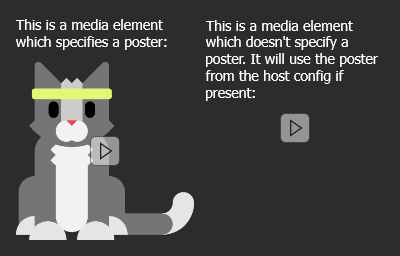 This is a media element
which specifies a poster:
This is a media element
which doesn't specify a
poster. It will use the poster
from the host config if
present: